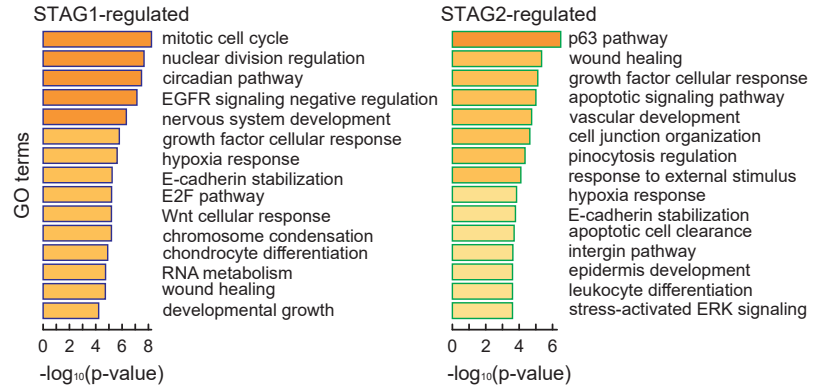 STAG1-regulated
mitotic cell cycle
nuclear division regulation
circadian pathway
EGFR signaling negative regulation
nervous system development
growth factor cellular response
hypoxia response
E-cadherin stabilization
E2F pathway
Wnt cellular response
chromosome condensation
chondrocyte differentiation
RNA metabolism
wound healing
developmental growth
GO terms
0 2 4 6 8
-log₁₀(p-value)
STAG2-regulated
p63 pathway
wound healing
growth factor cellular response
apoptotic signaling pathway
vascular development
cell junction organization
pinocytosis regulation
response to external stimulus
hypoxia response
E-cadherin stabilization
apoptotic cell clearance
intergin pathway
epidermis development
leukocyte differentiation
stress-activated ERK signaling
0 2 4 6
-log₁₀(p-value)